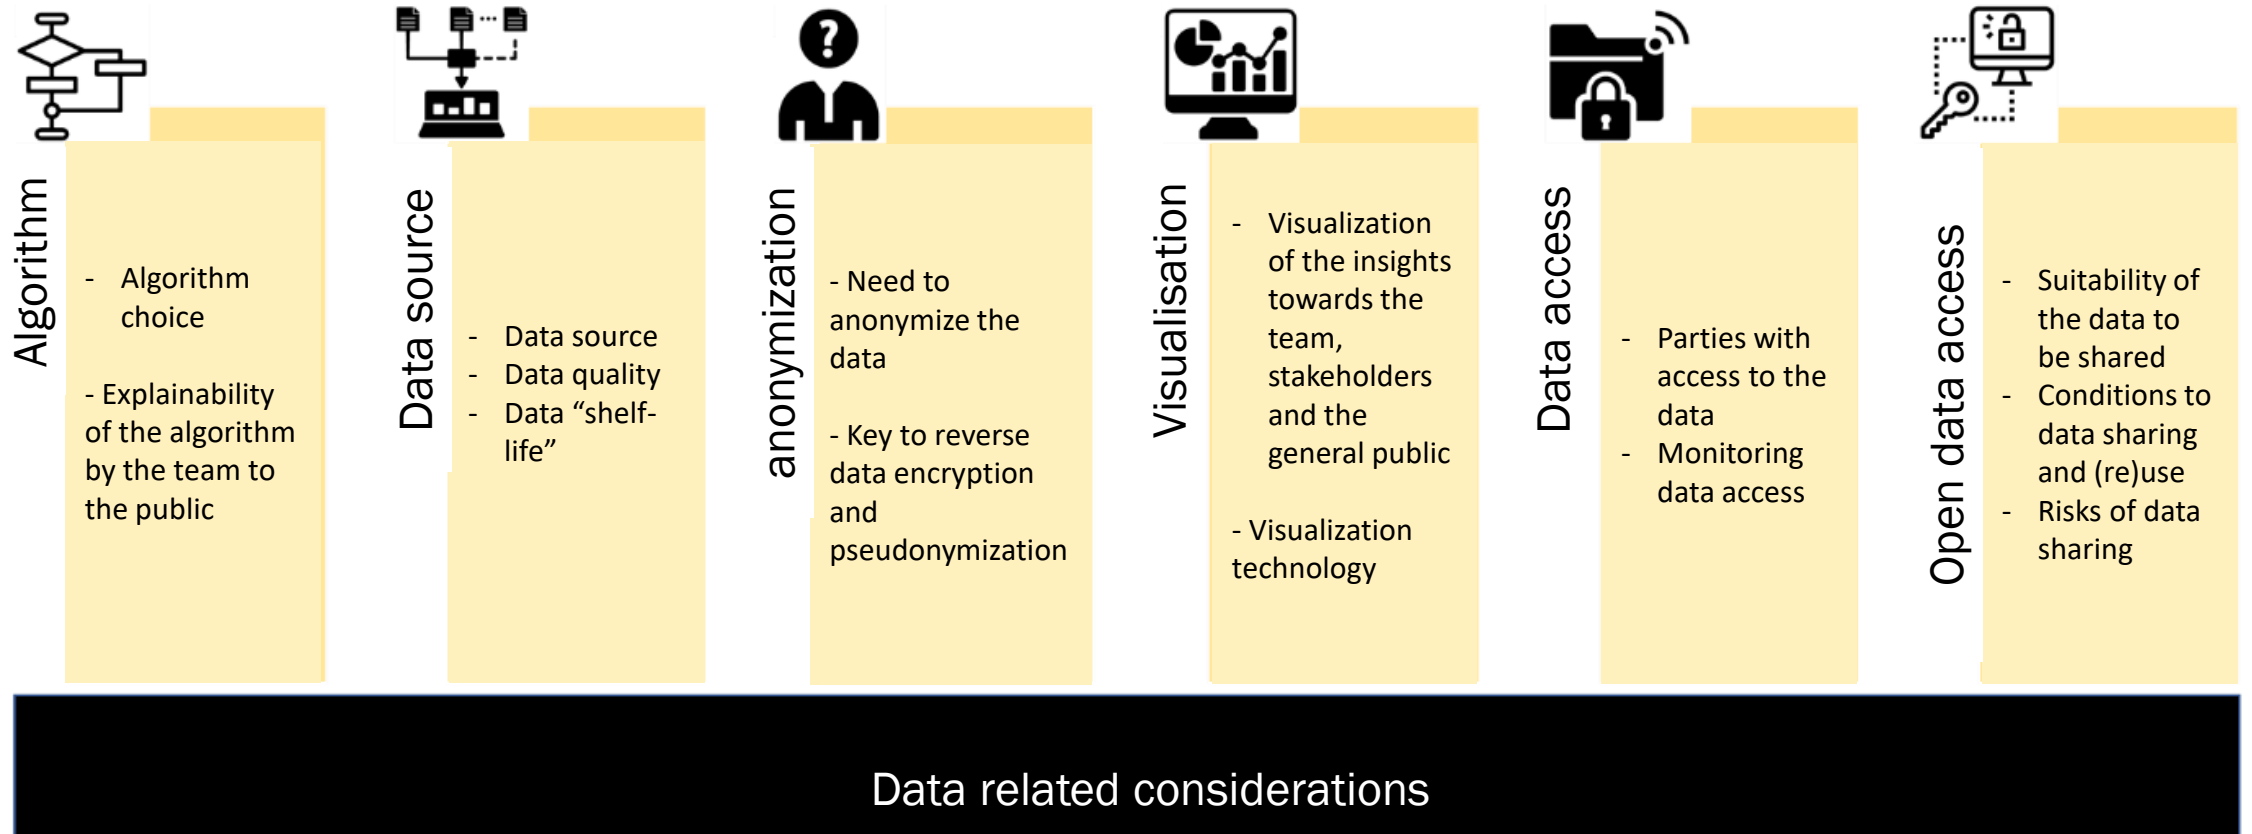 Algorithm
- Algorithm
choice
- Explainability
of the algorithm
by the team to
the public
Data source
- Data source
- Data quality
- Data “shelf-
life”
anonymization
- Need to
anonymize the
data
- Key to reverse
data encryption
and
pseudonymization
Visualisation
- Visualization
of the insights
towards the
team,
stakeholders
and the
general public
- Visualization
technology
Data access
- Parties with
access to the
data
- Monitoring
data access
Open data access
- Suitability of
the data to
be shared
- Conditions to
data sharing
and (re)use
- Risks of data
sharing
Data related considerations